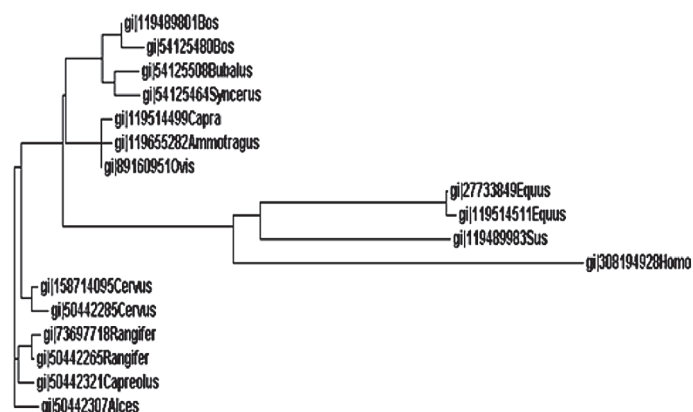 gi|119489801Bos
gi|54125480Bos
gi|54125508Bubalus
gi|54125464Syncerus
gi|119514499Capra
gi|119655282Ammotragus
gi|89160951Ovis
gi|27733849Equus
gi|119514511Equus
gi|119489983Sus
gi|308194928Homo
gi|158714095Cervus
gi|50442285Cervus
gi|73697718Rangifer
gi|50442265Rangifer
gi|50442321Capreolus
gi|50442307Alces